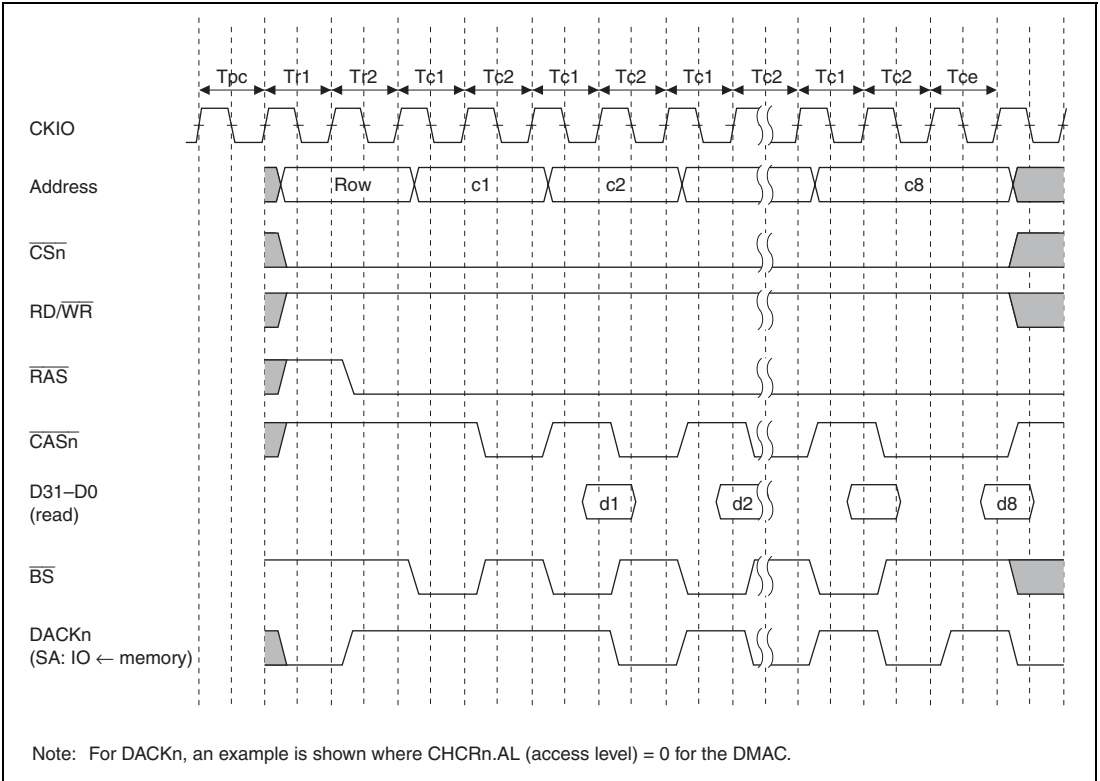 Tpc Tr1 Tr2 Tc1 Tc2 Tc1 Tc2 Tc1 Tc2 Tc1 Tc2 Tce
CKIO
Address Row c1 c2 c8
CSn
RD/WR
RAS
CASn
D31–D0
(read) d1 d2 d8
BS
DACKn
(SA: IO ← memory)
Note: For DACKn, an example is shown where CHCRn.AL (access level) = 0 for the DMAC.